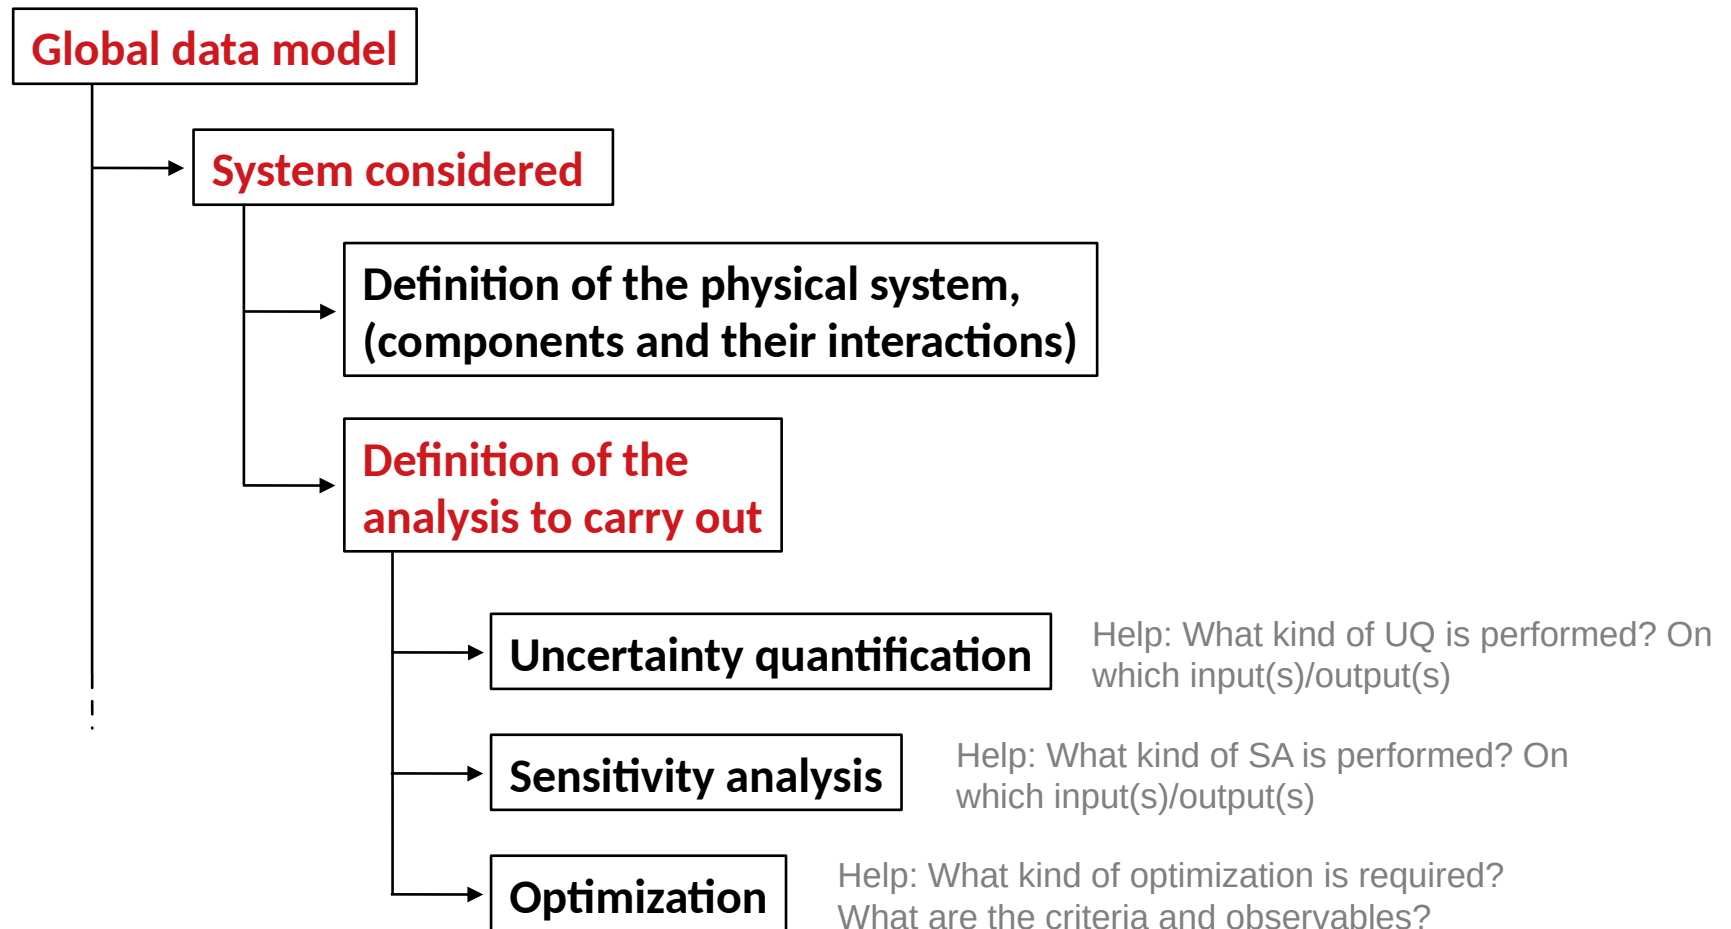 Global data model
System considered
Definition of the physical system,
(components and their interactions)
Definition of the
analysis to carry out
Uncertainty quantification
Help: What kind of UQ is performed? On
which input(s)/output(s)
Sensitivity analysis
Help: What kind of SA is performed? On
which input(s)/output(s)
Optimization
Help: What kind of optimization is required?
What are the criteria and observables?